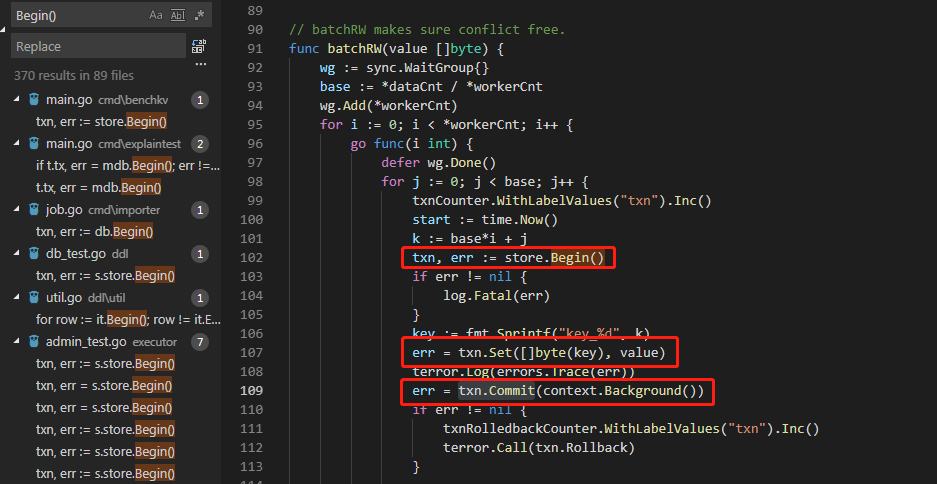 Begin()
Aa Abl .*
Replace
...
370 results in 89 files
main.go cmd\benchkv 1
txn, err := store.Begin()
main.go cmd\explaintest 2
if t.tx, err = mdb.Begin(); err !=...
t.tx, err = mdb.Begin()
job.go cmd\importer 1
txn, err := db.Begin()
db_test.go ddl 1
txn, err := s.store.Begin()
util.go ddl\util 1
for row := it.Begin(); row != it.E...
admin_test.go executor 7
txn, err := s.store.Begin()
txn, err = s.store.Begin()
txn, err = s.store.Begin()
txn, err = s.store.Begin()
txn, err = s.store.Begin()
txn, err = s.store.Begin()
89
90 // batchRW makes sure conflict free.
91 func batchRW(value []byte) {
92 wg := sync.WaitGroup{}
93 base := *dataCnt / *workerCnt
94 wg.Add(*workerCnt)
95 for i := 0; i < *workerCnt; i++ {
96 go func(i int) {
97 defer wg.Done()
98 for j := 0; j < base; j++ {
99 txnCounter.WithLabelValues("txn").Inc()
100 start := time.Now()
101 k := base*i + j
102 txn, err := store.Begin()
103 if err != nil {
104 log.Fatal(err)
105 }
106 key := fmt.Sprintf("key_%d", k)
107 err = txn.Set([]byte(key), value)
108 terror.Log(errors.Trace(err))
109 err = txn.Commit(context.Background())
110 if err != nil {
111 txnRolledbackCounter.WithLabelValues("txn").Inc()
112 terror.Call(txn.Rollback)
113 }
114